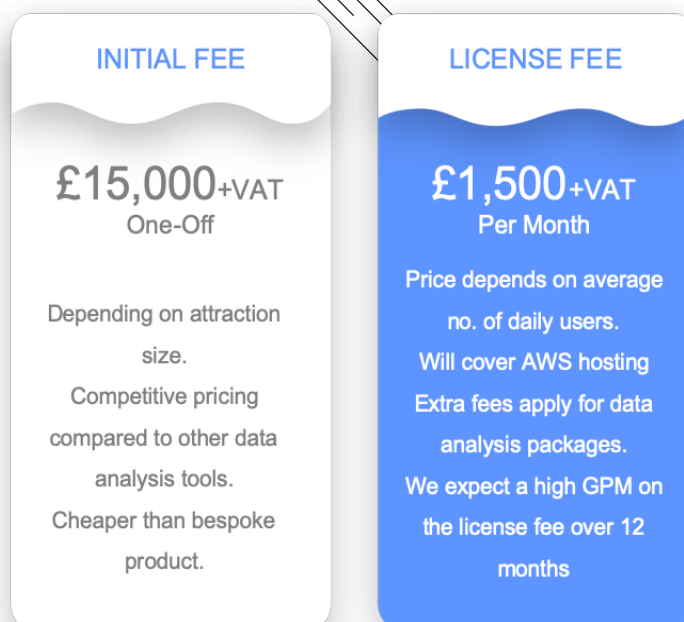 INITIAL FEE
£15,000+VAT
One-Off
Depending on attraction
size.
Competitive pricing
compared to other data
analysis tools.
Cheaper than bespoke
product.
LICENSE FEE
£1,500+VAT
Per Month
Price depends on average
no. of daily users.
Will cover AWS hosting
Extra fees apply for data
analysis packages.
We expect a high GPM on
the license fee over 12
months